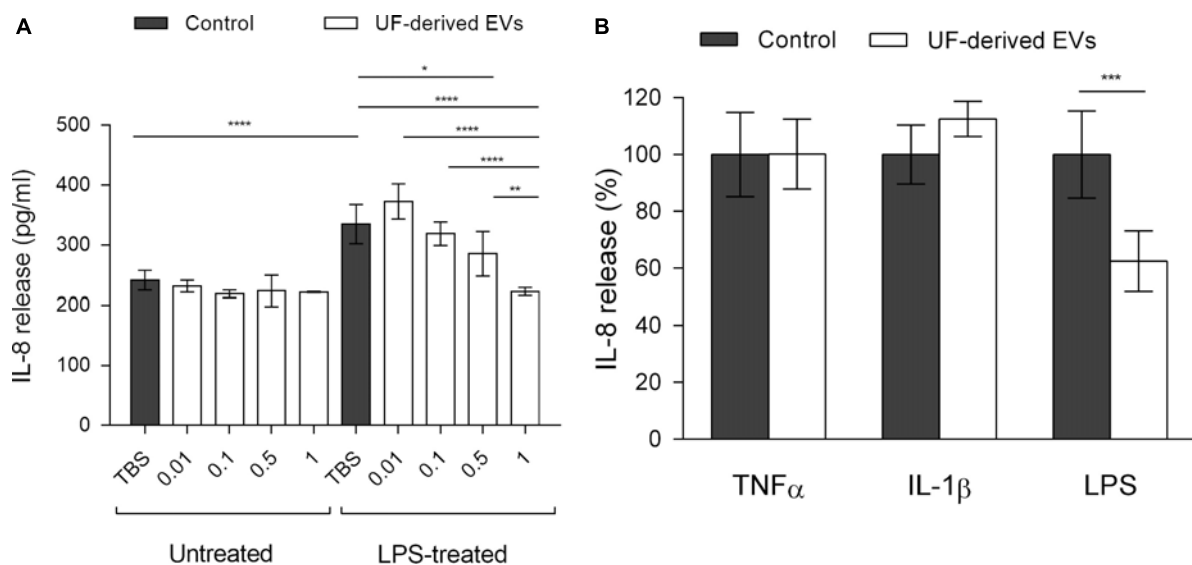 A
Control
UF-derived EVs
*
****
****
****
****
**
IL-8 release (pg/ml)
500
400
300
200
100
0
TBS
0.01
0.1
0.5
1
TBS
0.01
0.1
0.5
1
Untreated
LPS-treated
B
Control
UF-derived EVs
***
IL-8 release (%)
120
100
80
60
40
20
0
TNFα
IL-1β
LPS